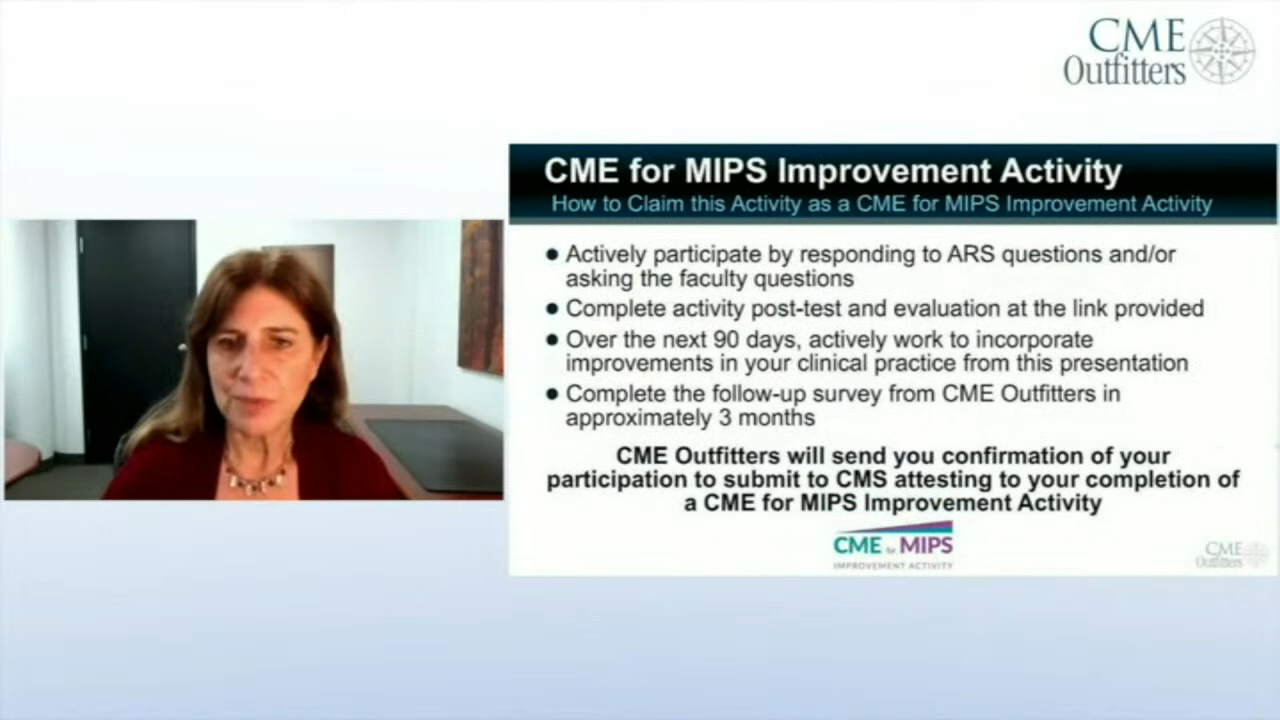 CME
Outfitters
CME for MIPS Improvement Activity
How to Claim this Activity as a CME for MIPS Improvement Activity
● Actively participate by responding to ARS questions and/or
asking the faculty questions
● Complete activity post-test and evaluation at the link provided
● Over the next 90 days, actively work to incorporate
improvements in your clinical practice from this presentation
● Complete the follow-up survey from CME Outfitters in
approximately 3 months
CME Outfitters will send you confirmation of your
participation to submit to CMS attesting to your completion of
a CME for MIPS Improvement Activity
CME for MIPS
IMPROVEMENT ACTIVITY
CME
Outfitters